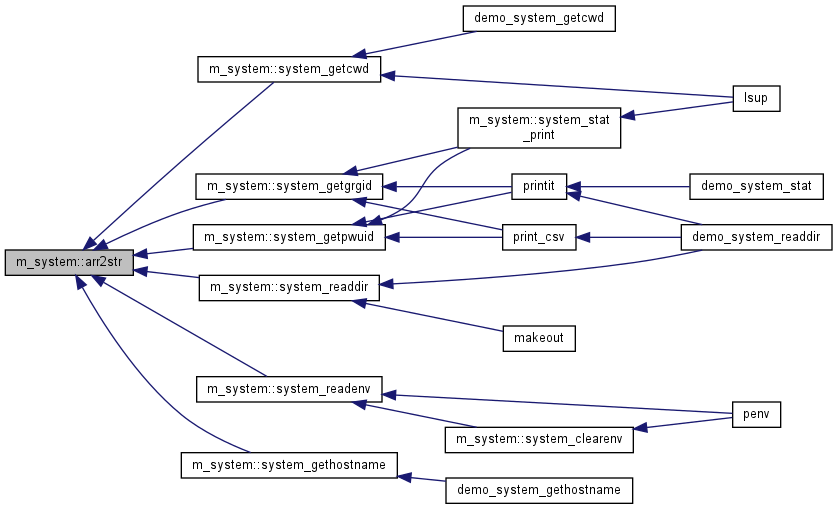 demo_system_getcwd
m_system::system_getcwd
lsup
m_system::system_stat
_print
m_system::system_getgrgid
printit
demo_system_stat
m_system::system_getpwuid
print_csv
demo_system_readdir
m_system::arr2str
m_system::system_readdir
makeout
m_system::system_readenv
penv
m_system::system_clearenv
m_system::system_gethostname
demo_system_gethostname